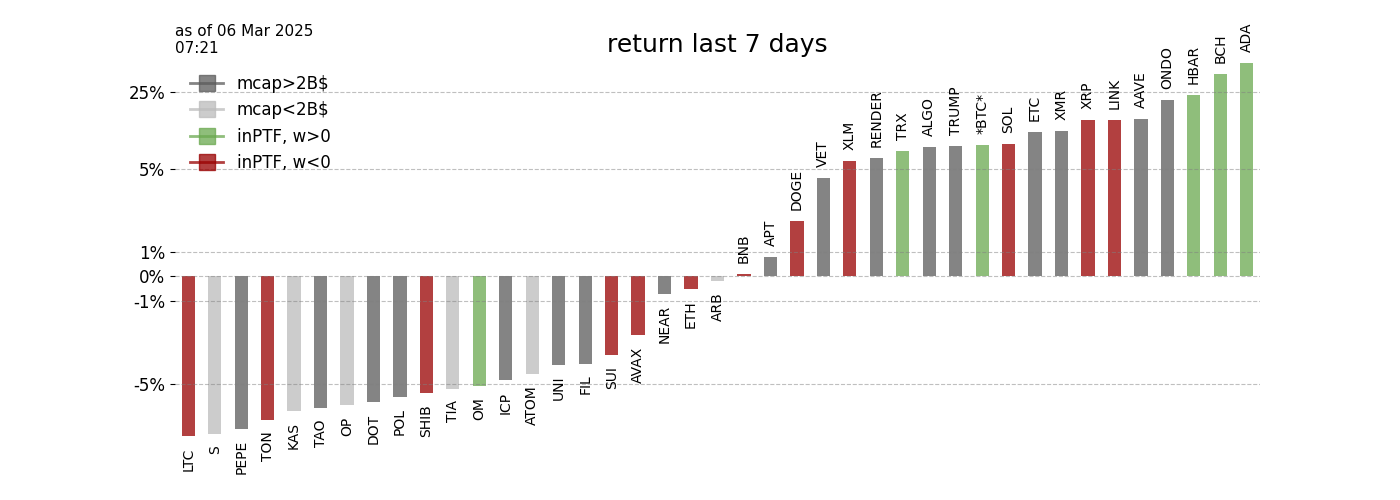 as of 06 Mar 2025
07:21
return last 7 days
mcap>2B$
mcap<2B$
inPTF, w>0
inPTF, w<0
25%
5%
1%
0%
-1%
-5%
LTC
S
PEPE
TON
KAS
TAO
OP
DOT
POL
SHIB
TIA
OM
ICP
ATOM
UNI
FIL
SUI
AVAX
NEAR
ETH
ARB
BNB
APT
DOGE
VET
XLM
RENDER
TRX
ALGO
TRUMP
*BTC*
SOL
ETC
XMR
XRP
LINK
AAVE
ONDO
HBAR
BCH
ADA